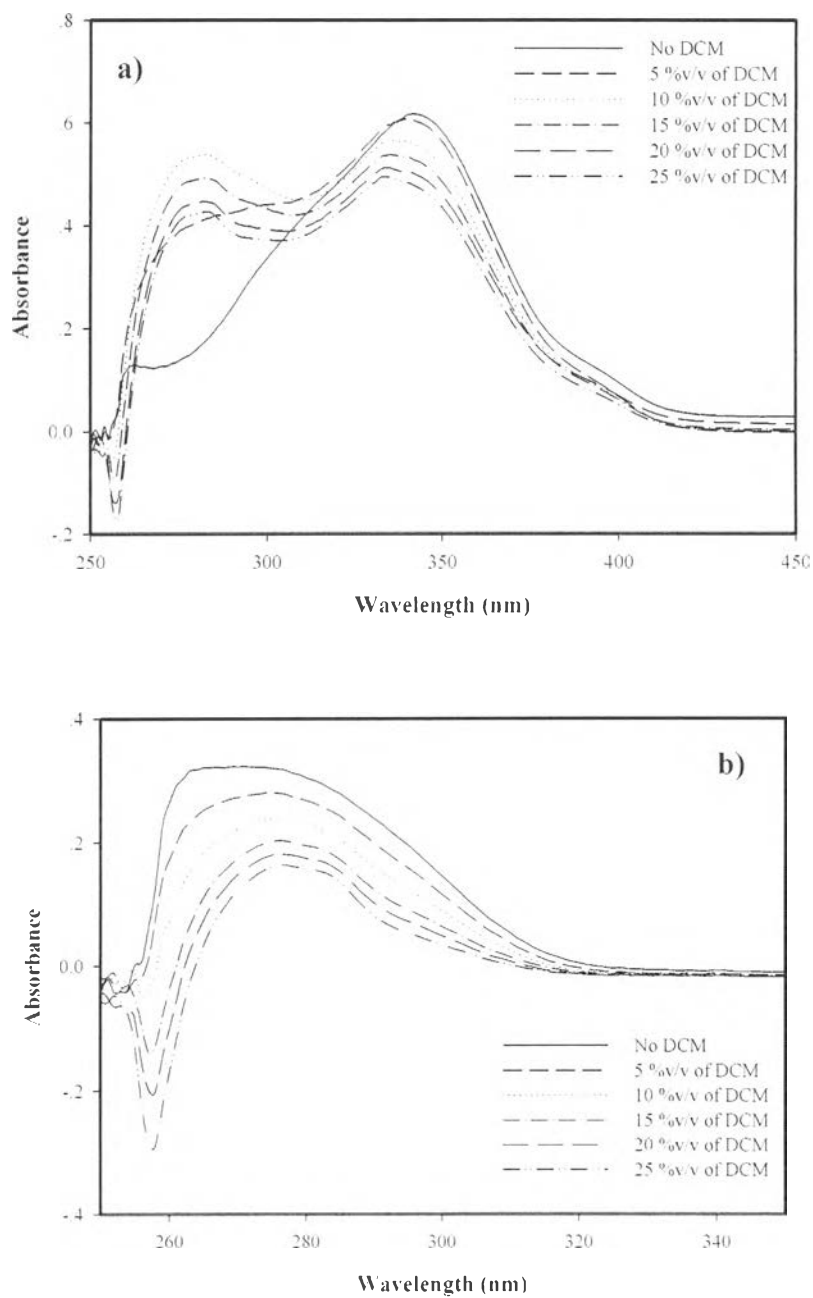 a)
No DCM
5 %v/v of DCM
10 %v/v of DCM
15 %v/v of DCM
20 %v/v of DCM
25 %v/v of DCM
.8
.6
.4
.2
0.0
-.2
Absorbance
250
300
350
400
450
Wavelength (nm)
b)
.4
.2
0.0
-.2
-.4
Absorbance
No DCM
5 %v/v of DCM
10 %v/v of DCM
15 %v/v of DCM
20 %v/v of DCM
25 %v/v of DCM
260
280
300
320
340
Wavelength (nm)